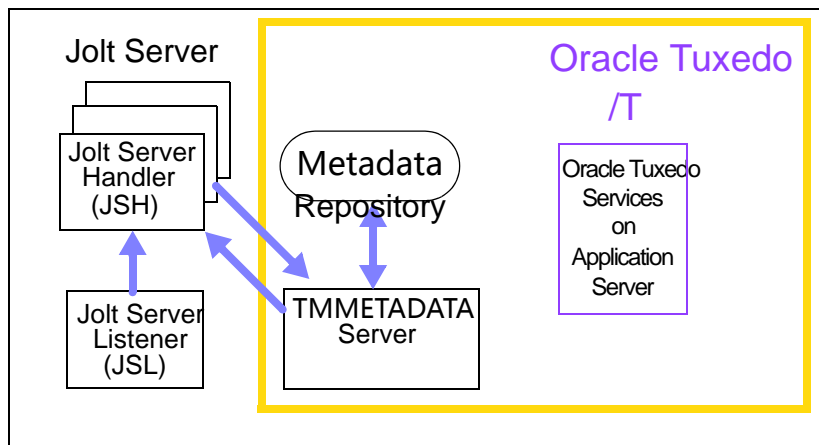 Jolt Server
Jolt Server
Handler
(JSH)
Jolt Server
Listener
(JSL)
Metadata
Repository
TMMETADATA
Server
Oracle Tuxedo
/T
Oracle Tuxedo
Services
on
Application
Server